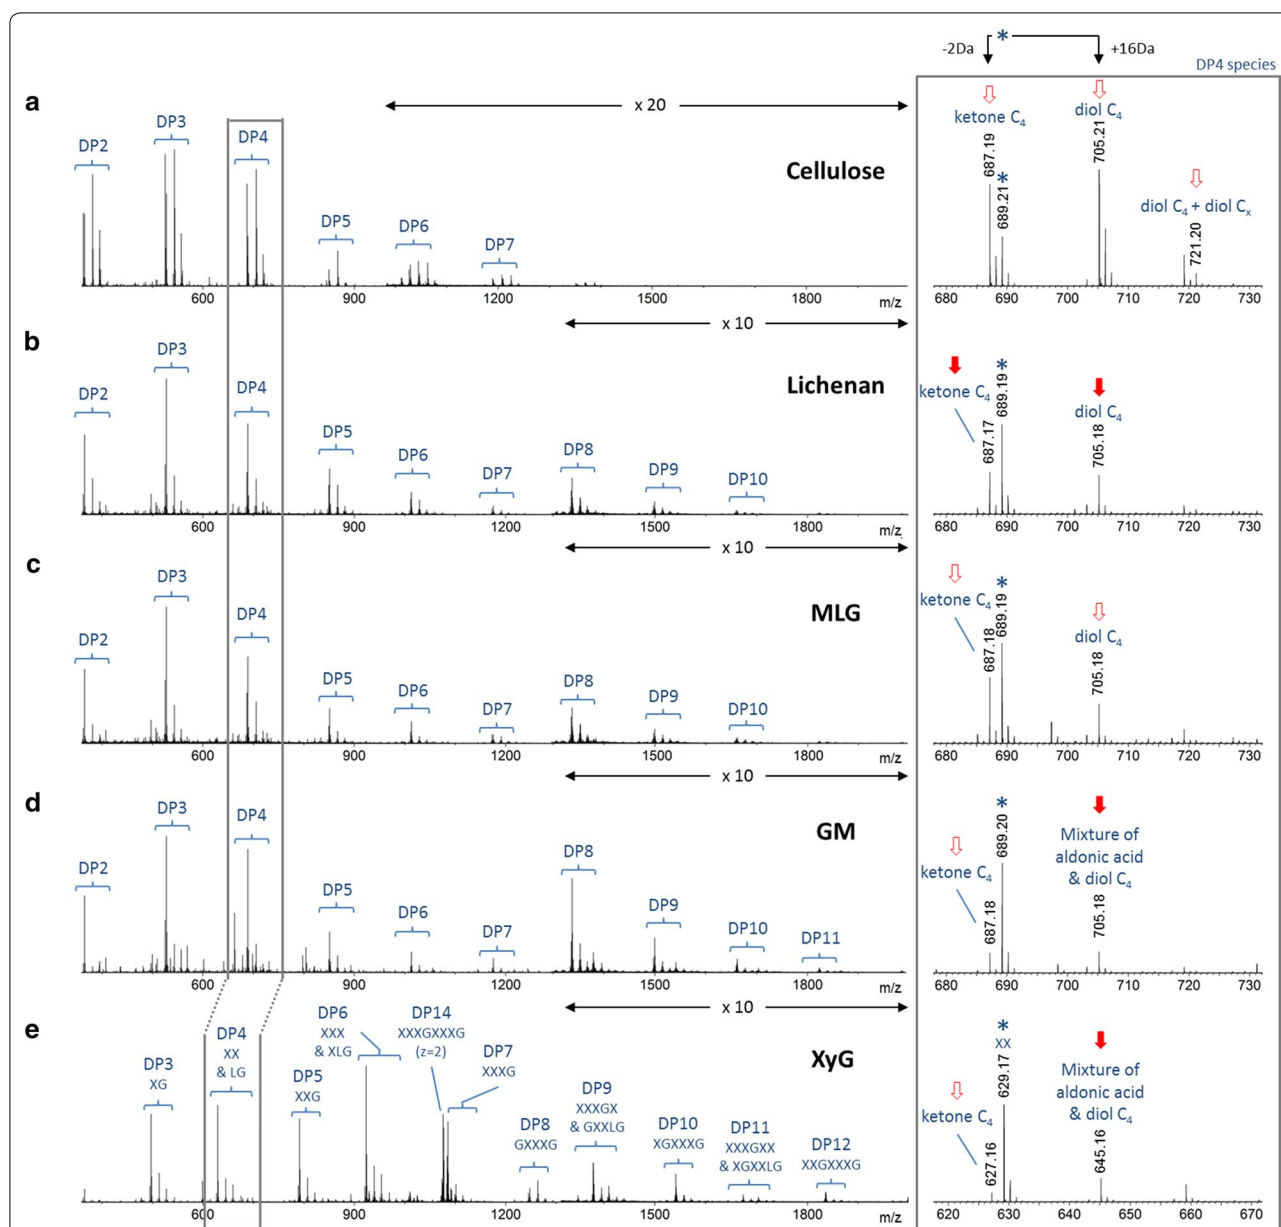 * -2Da +16Da
DP4 species
a
x 20
DP2 DP3 DP4 DP5 DP6 DP7
Cellulose
600 900 1200 1500 1800 m/z
ketone C4
687.19
689.21 *
diol C4
705.21
diol C4 + diol Cx
721.20
680 690 700 710 720 730
b
x 10
DP2 DP3 DP4 DP5 DP6 DP7 DP8 DP9 DP10
Lichenan
600 900 1200 1500 1800 m/z
ketone C4
687.17
689.19 *
diol C4
705.18
680 690 700 710 720 730
c
x 10
DP2 DP3 DP4 DP5 DP6 DP7 DP8 DP9 DP10
MLG
600 900 1200 1500 1800 m/z
ketone C4
687.18
689.19 *
diol C4
705.18
680 690 700 710 720 730
d
x 10
DP2 DP3 DP4 DP5 DP6 DP7 DP8 DP9 DP10 DP11
GM
600 900 1200 1500 1800 m/z
ketone C4
687.18
689.20 *
Mixture of
aldonic acid
& diol C4
705.18
680 690 700 710 720 730
e
x 10
DP3
XG
DP4
XX
& LG
DP5
XXG
DP6
XXX
& XLG
DP14
XXXGXXXG
(z=2)
DP7
XXXG
DP8
GXXXG
DP9
XXXGX
& GXXLG
DP10
XGXXXG
DP11
XXXGXX
& XGXXLG
DP12
XXGXXXG
XyG
600 900 1200 1500 1800 m/z
ketone C4
627.16
*
XX
629.17
Mixture of
aldonic acid
& diol C4
645.16
620 630 640 650 660 670